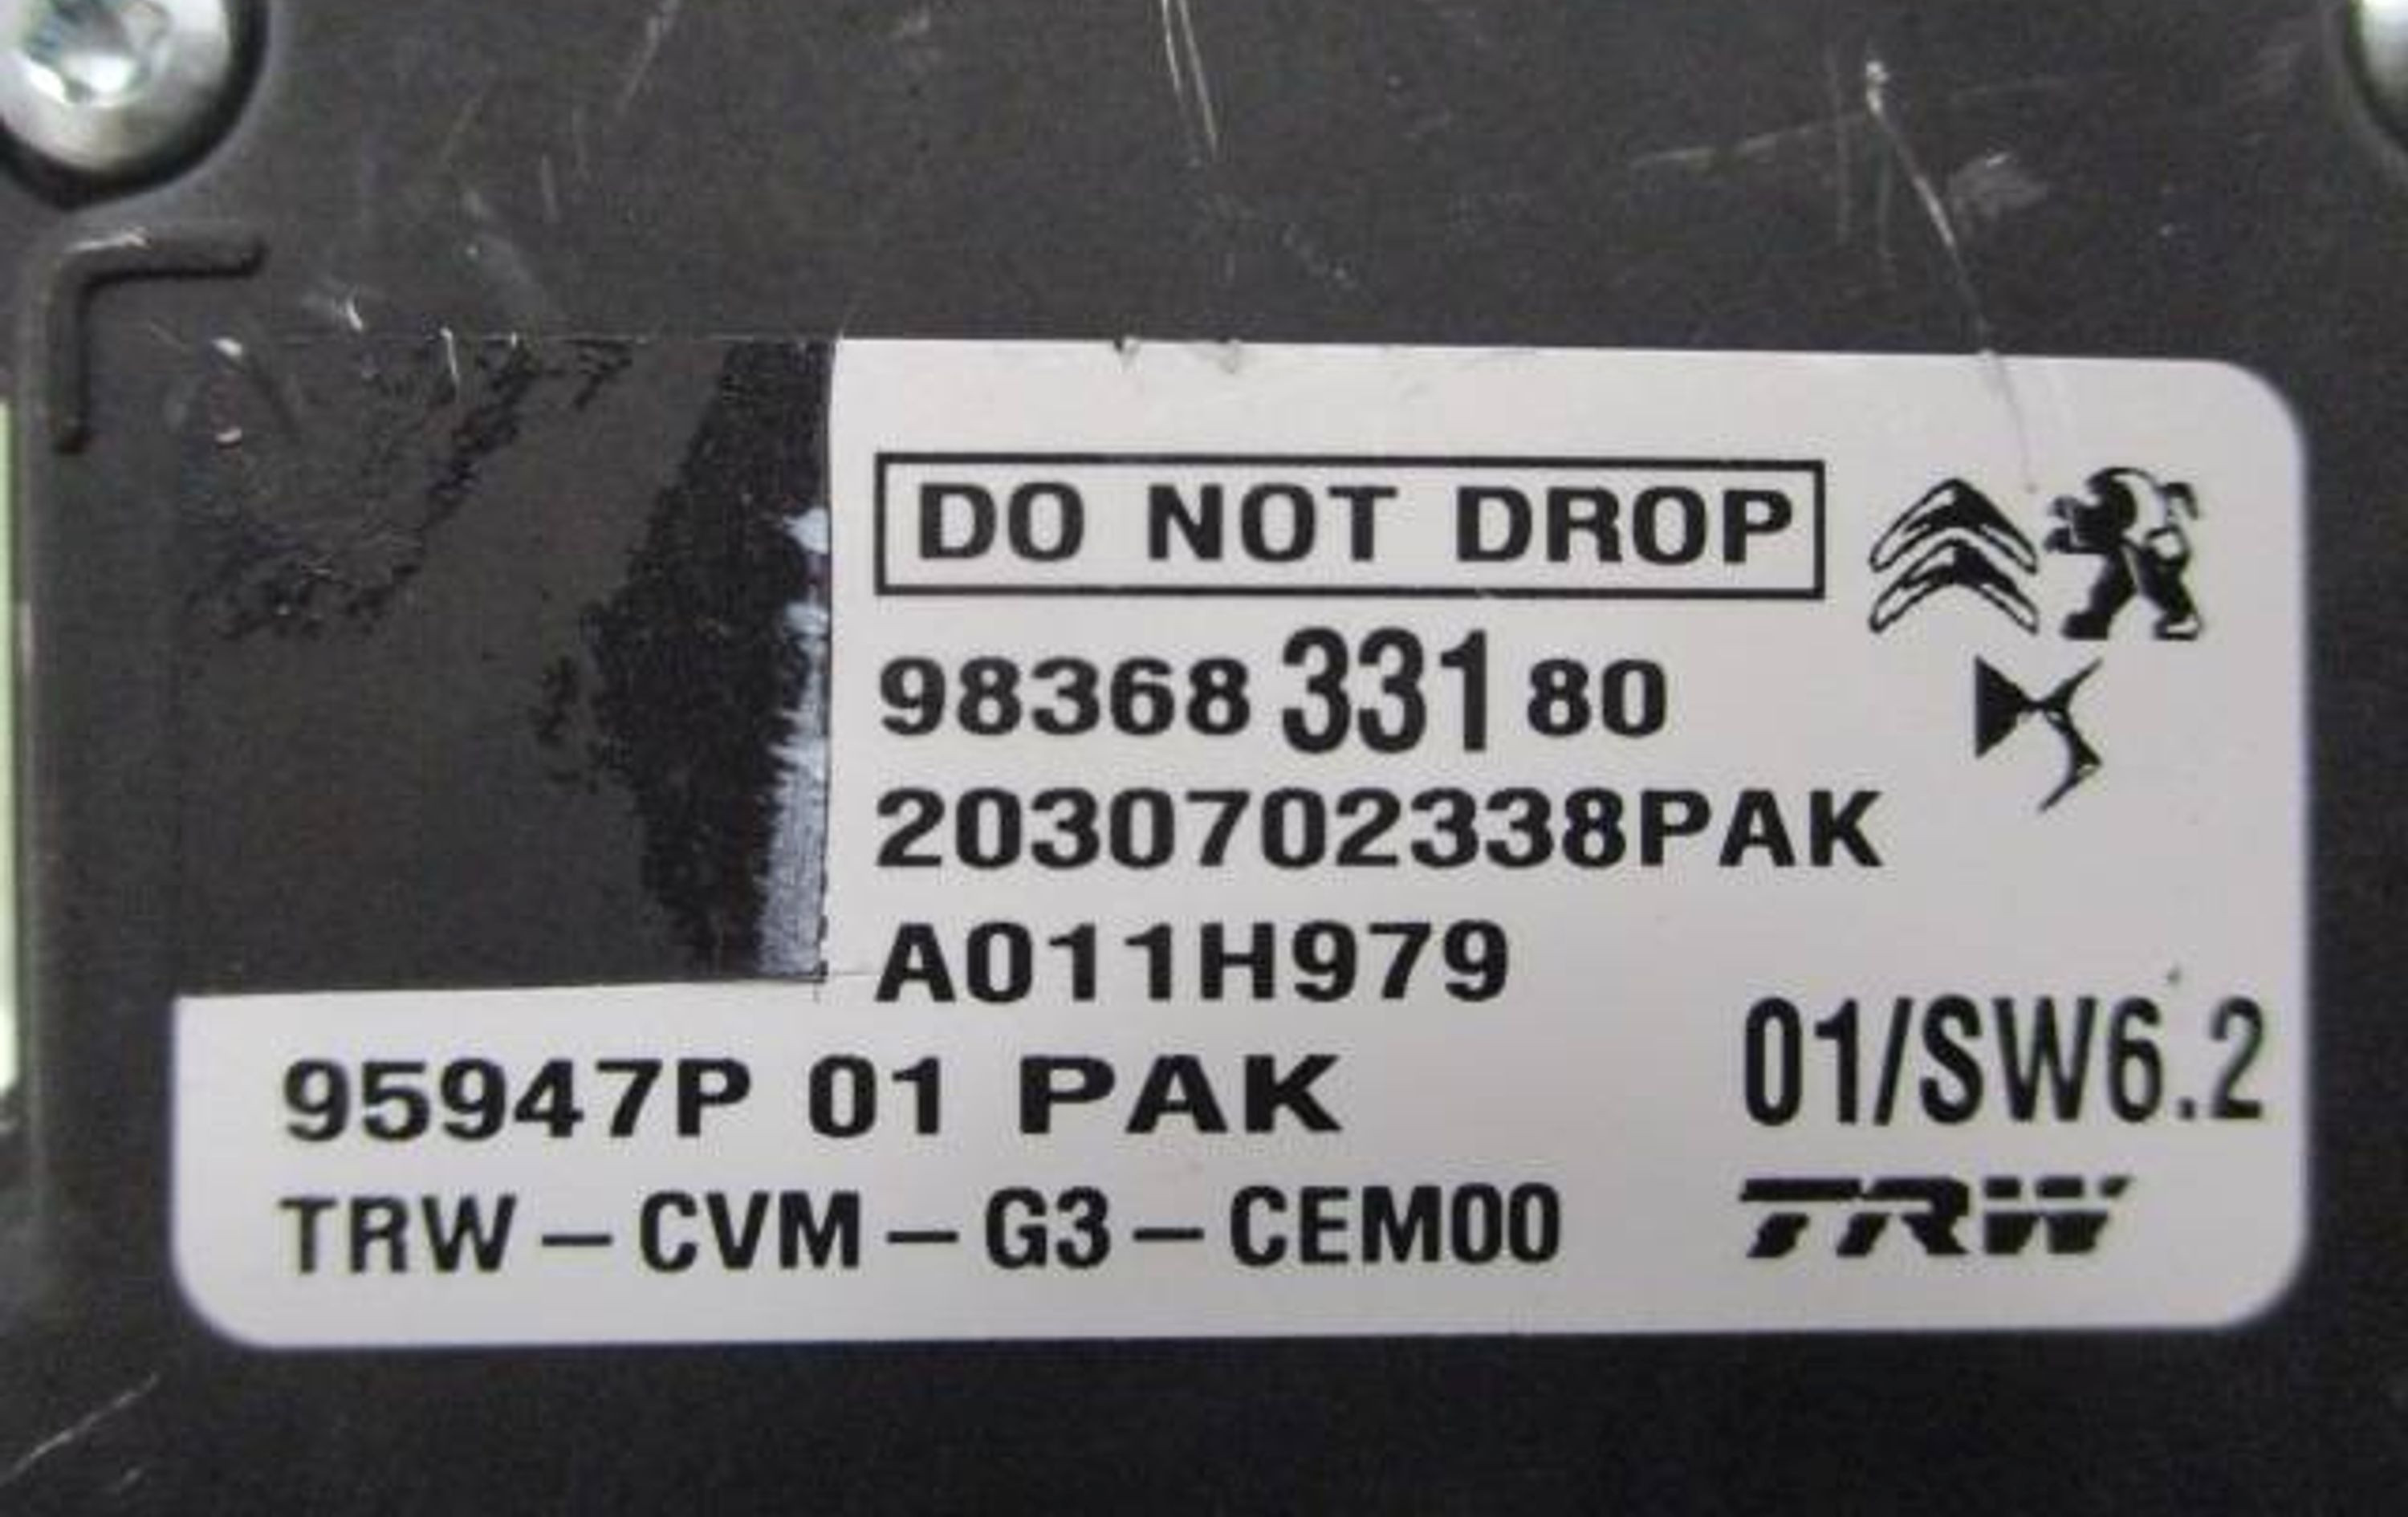 DO NOT DROP
98368 331 80
2030702338PAK
A011H979
95947P 01 PAK
01/SW6.2
TRW – CVM – G3 – CEM00
TRW